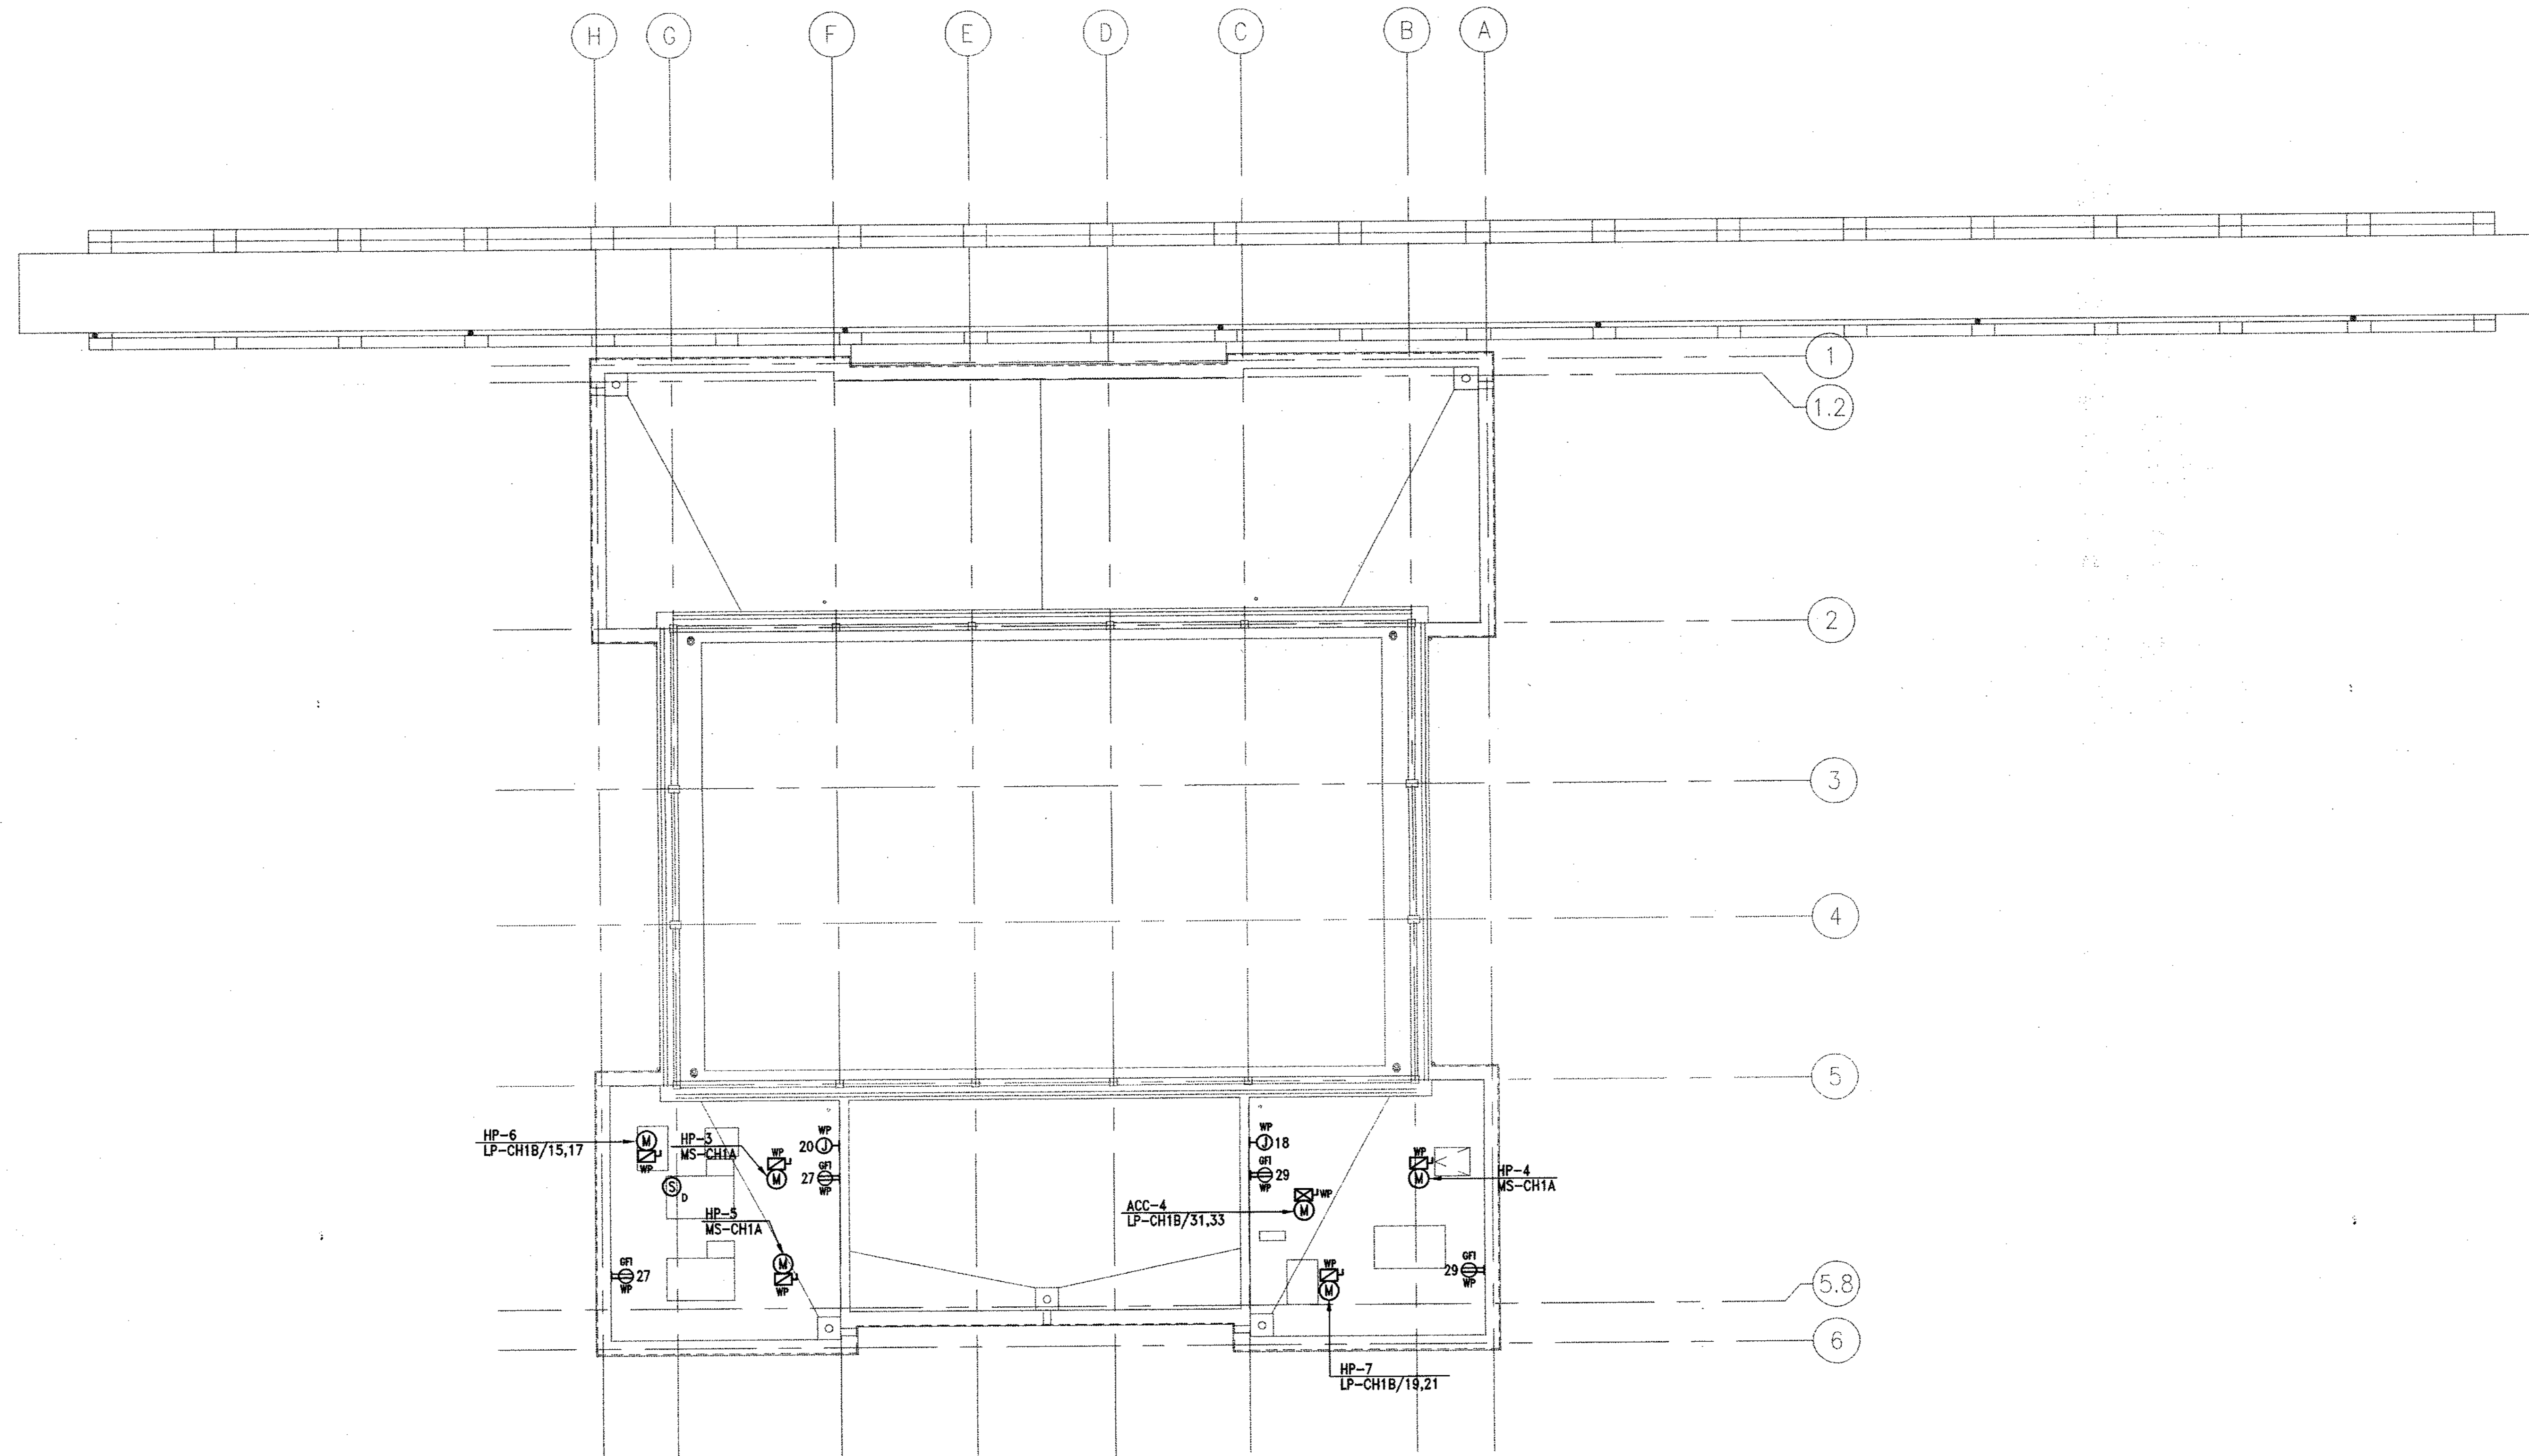 H G F E D C B A
1
1.2
2
3
4
5
HP-6
LP-CH1B/15,17
M
WP
HP-3
MS-CH1A
WP
M
S
D
WP
20 J
GFI
27
WP
HP-5
MS-CH1A
M
WP
GFI
27
WP
WP
J 18
GFI
29
WP
ACC-4
LP-CH1B/31,33
WP
M
WP
M
HP-4
MS-CH1A
GFI
29
WP
WP
M
HP-7
LP-CH1B/19,21
5.8
6